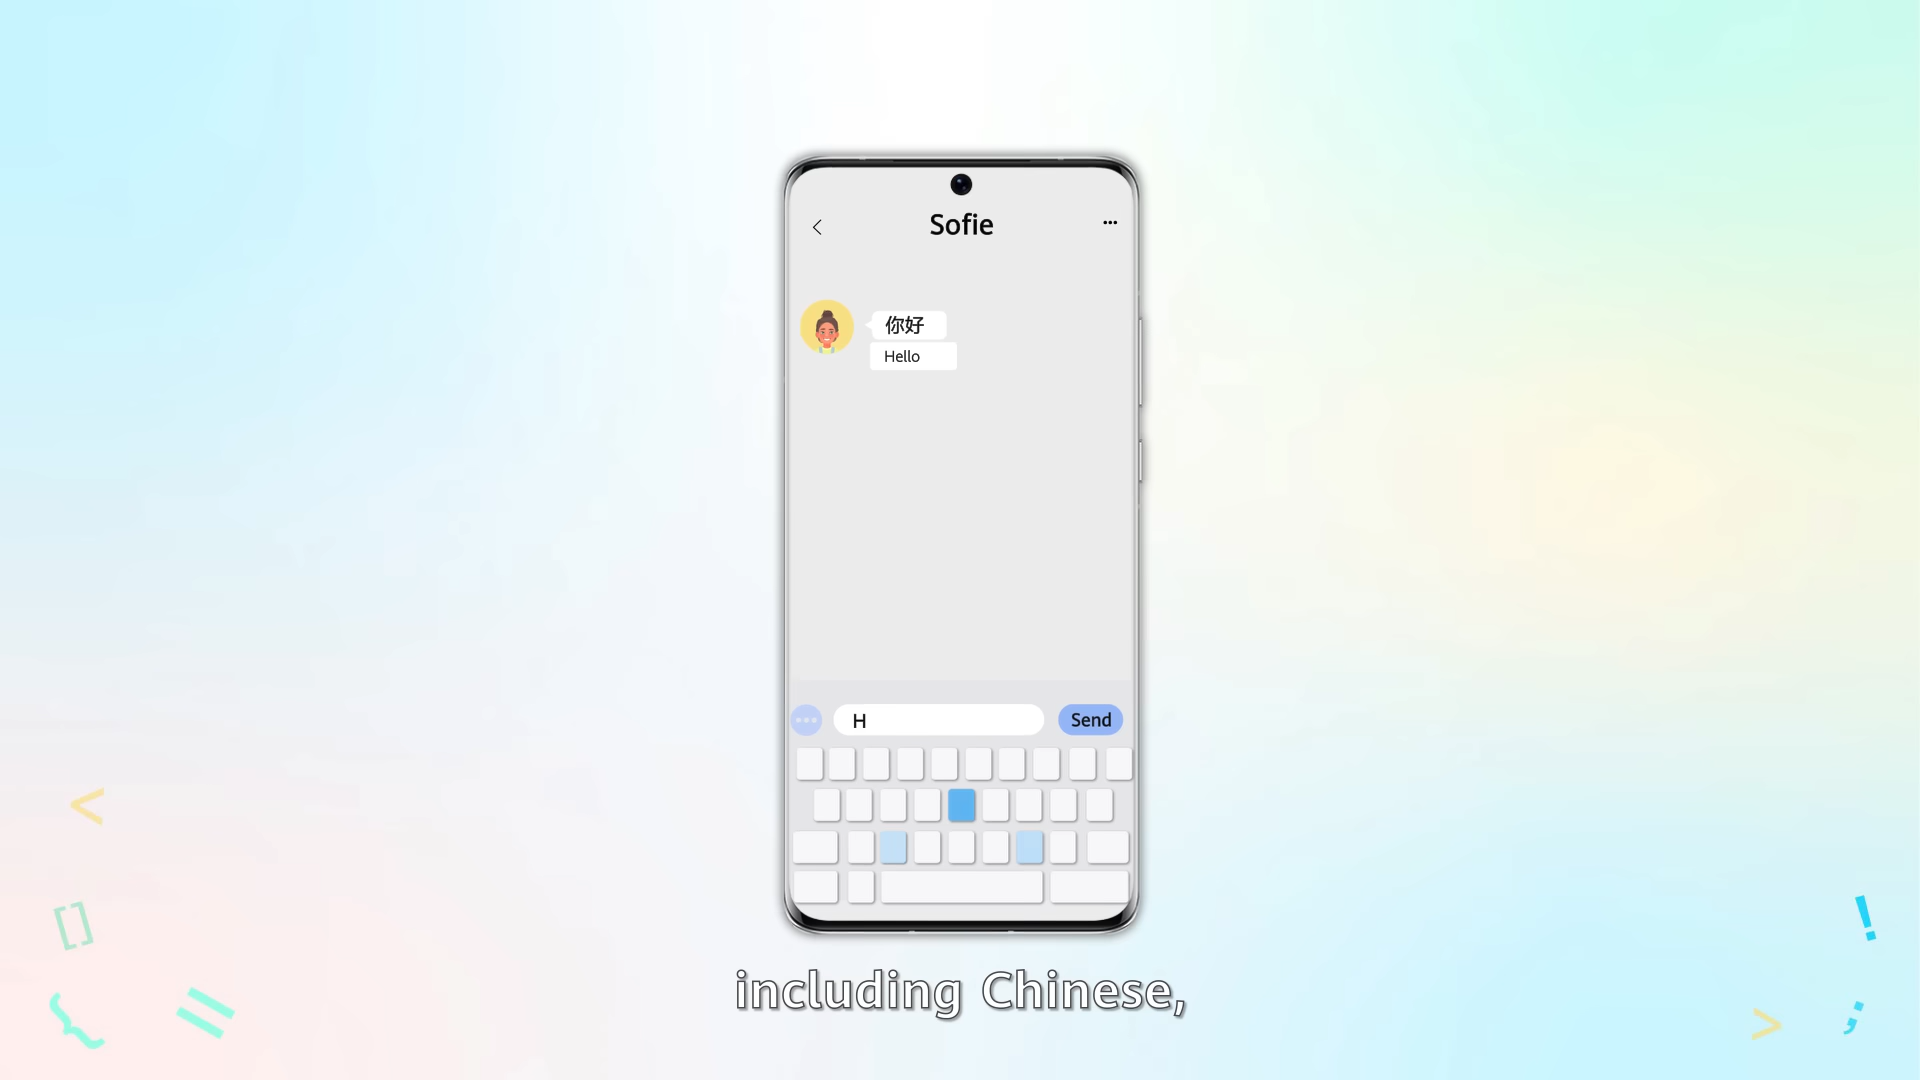 Sofie
你好
Hello
H
Send
including Chinese,
<
[]
{
=
!
;
>